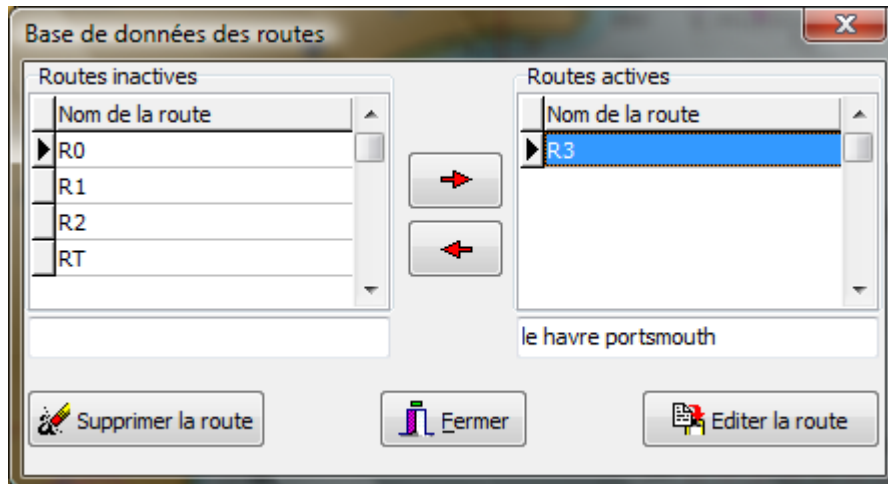 Base de données des routes
Routes inactives
Nom de la route
R0
R1
R2
RT
Routes actives
Nom de la route
R3
le havre portsmouth
Supprimer la route
Fermer
Editer la route